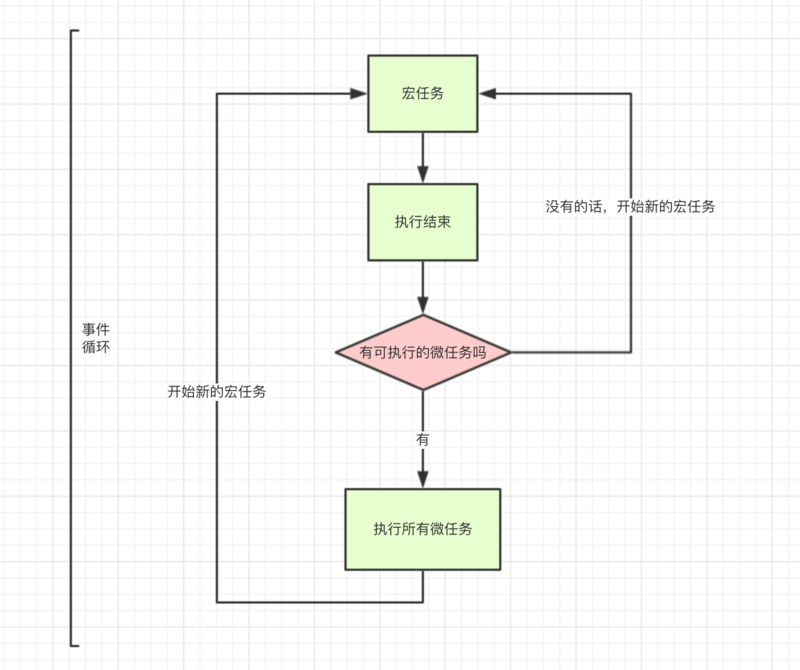 宏任务
执行结束
没有的话，开始新的宏任务
事件
循环
有可执行的微任务吗
开始新的宏任务
有
执行所有微任务